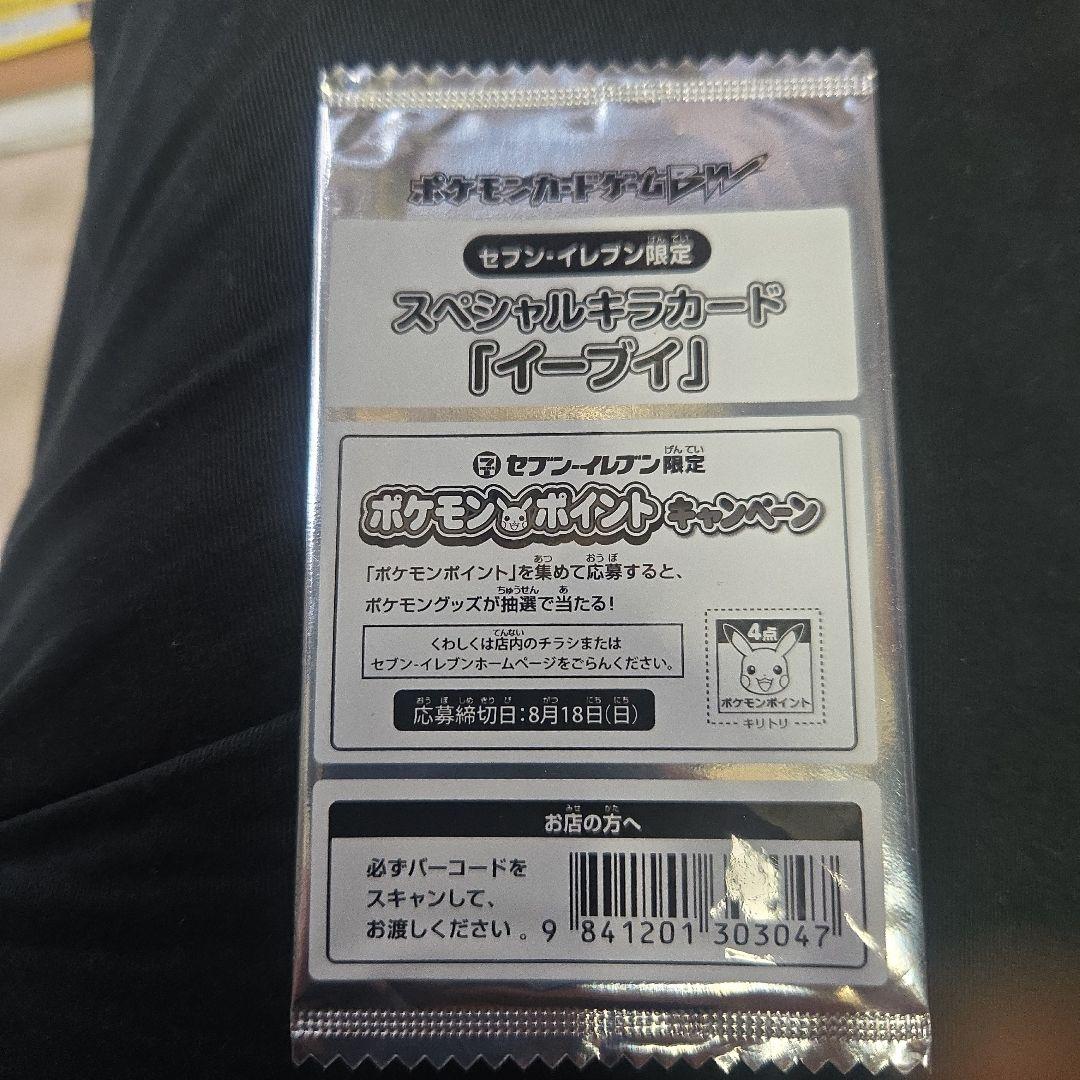 ポケモンカードゲームBW
セブン-イレブン限定
スペシャルキラカード
「イーブイ」
セブン-イレブン限定
ポケモンポイントキャンペーン
「ポケモンポイント」を集めて応募すると、
ポケモングッズが抽選で当たる!
くわしくは店内のチラシまたは
セブン-イレブンホームページをごらんください。
応募締切日:8月18日(日)
4点
ポケモンポイント
キリトリ
お店の方へ
必ずバーコードを
スキャンして、
お渡しください。
9 841201 303047